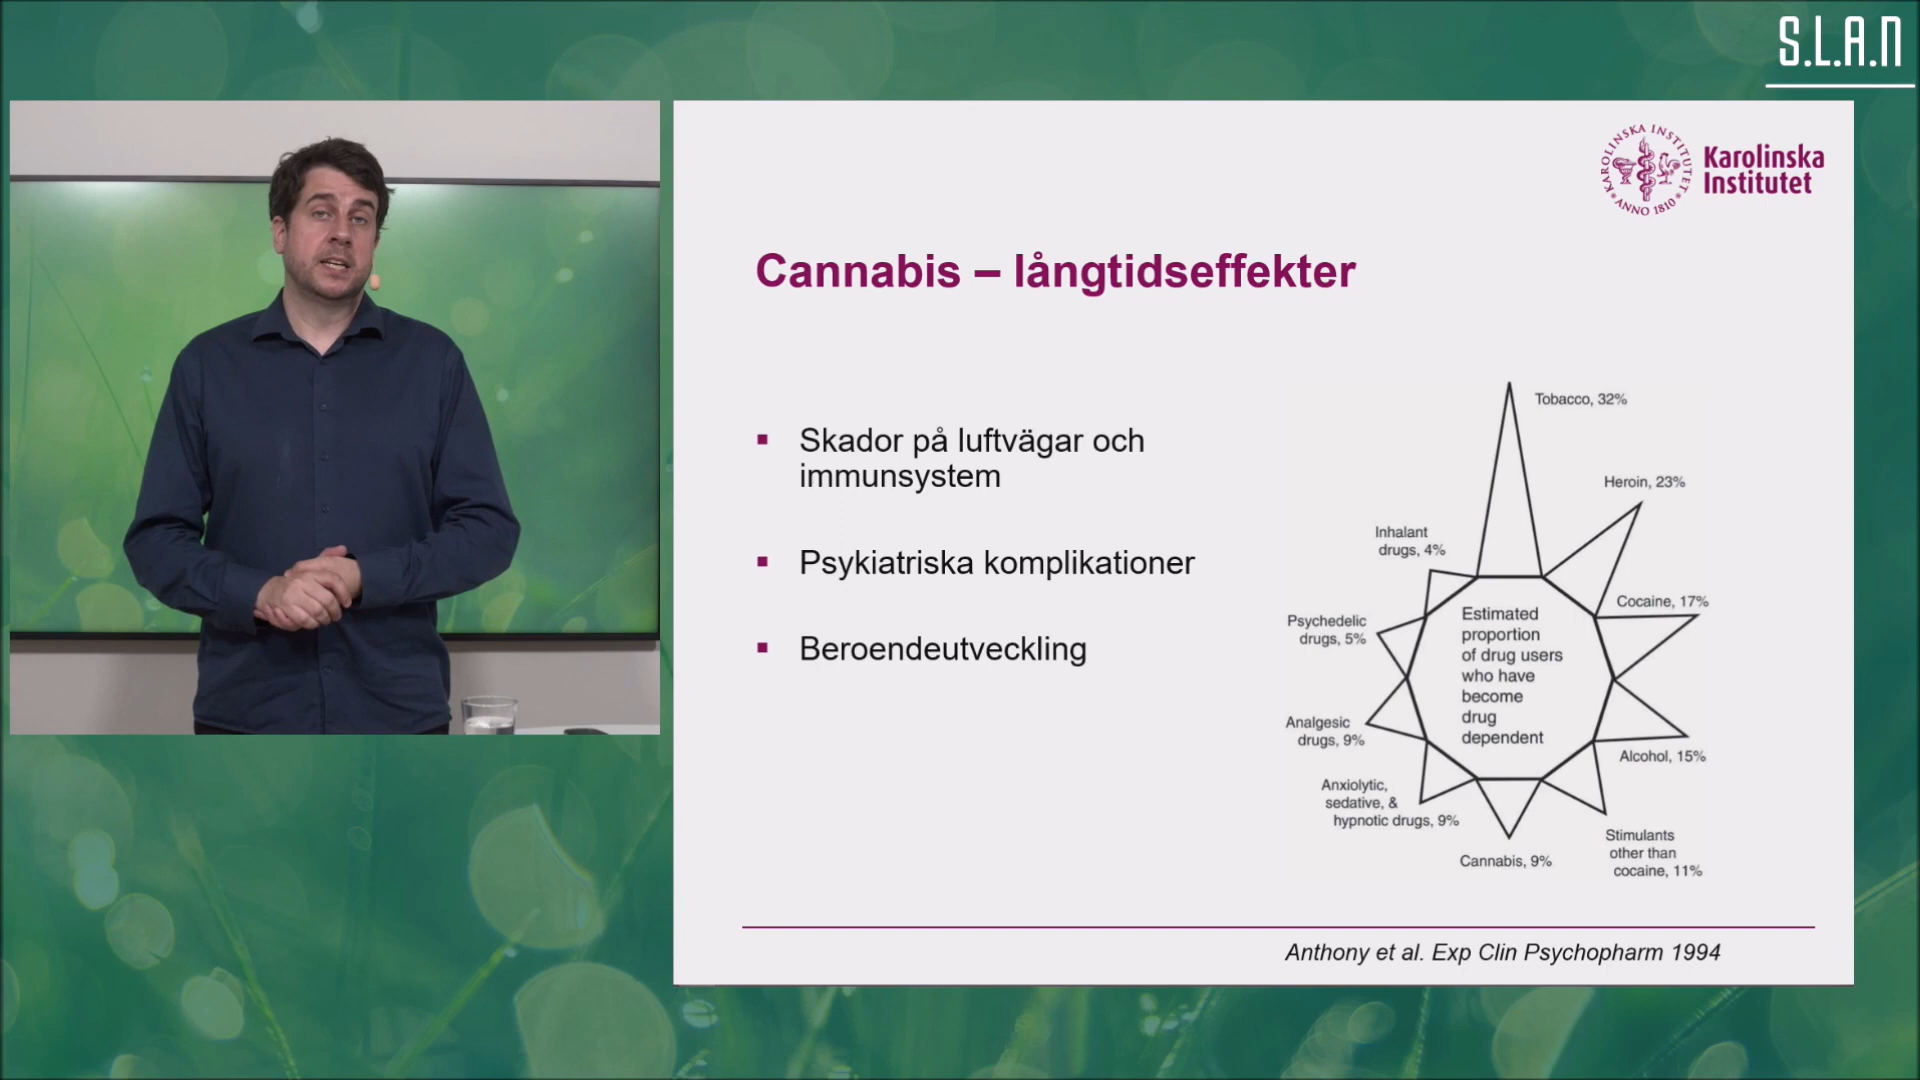 S.L.A.N
KAROLINSKA INSTITUTET
ANNO 1810
Karolinska
Institutet
Cannabis – långtidseffekter
Skador på luftvägar och
immunsystem
Psykiatriska komplikationer
Beroendeutveckling
Tobacco, 32%
Heroin, 23%
Inhalant
drugs, 4%
Cocaine, 17%
Psychedelic
drugs, 5%
Estimated
proportion
of drug users
who have
become
drug
dependent
Analgesic
drugs, 9%
Alcohol, 15%
Anxiolytic,
sedative, &
hypnotic drugs, 9%
Cannabis, 9%
Stimulants
other than
cocaine, 11%
Anthony et al. Exp Clin Psychopharm 1994